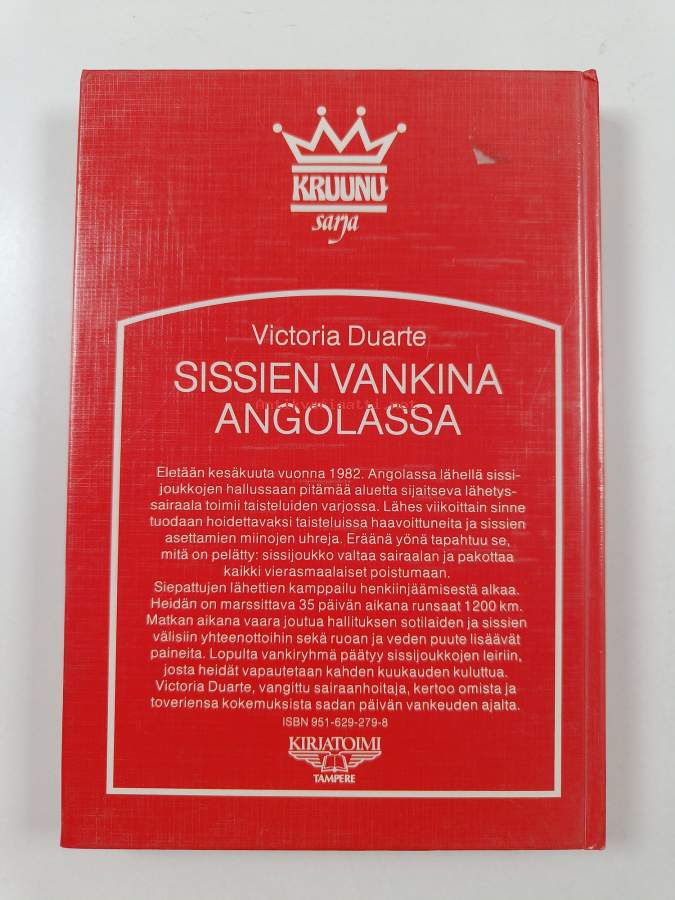 KRUUNU
sarja
Victoria Duarte
SISSIEN VANKINA
ANGOLASSA
Antikvariaatti.net
Eletään kesäkuuta vuonna 1982. Angolassa lähellä sissi-
joukkojen hallussaan pitämää aluetta sijaitseva lähetys-
sairaala toimii taisteluiden varjossa. Lähes viikoittain sinne
tuodaan hoidettavaksi taisteluissa haavoittuneita ja sissien
asettamien miinojen uhreja. Eräänä yönä tapahtuu se,
mitä on pelätty: sissijoukko valtaa sairaalan ja pakottaa
kaikki vierasmaalaiset poistumaan.
Siepattujen lähettien kamppailu henkiinjäämisestä alkaa.
Heidän on marssittava 35 päivän aikana runsaat 1200 km.
Matkan aikana vaara joutua hallituksen sotilaiden ja sissien
välisiin yhteenottoihin sekä ruoan ja veden puute lisäävät
paineita. Lopulta vankiryhmä päätyy sissijoukkojen leiriin,
josta heidät vapautetaan kahden kuukauden kuluttua.
Victoria Duarte, vangittu sairaanhoitaja, kertoo omista ja
toveriensa kokemuksista sadan päivän vankeuden ajalta.
ISBN 951-629-279-8
KIRJATOIMI
TAMPERE